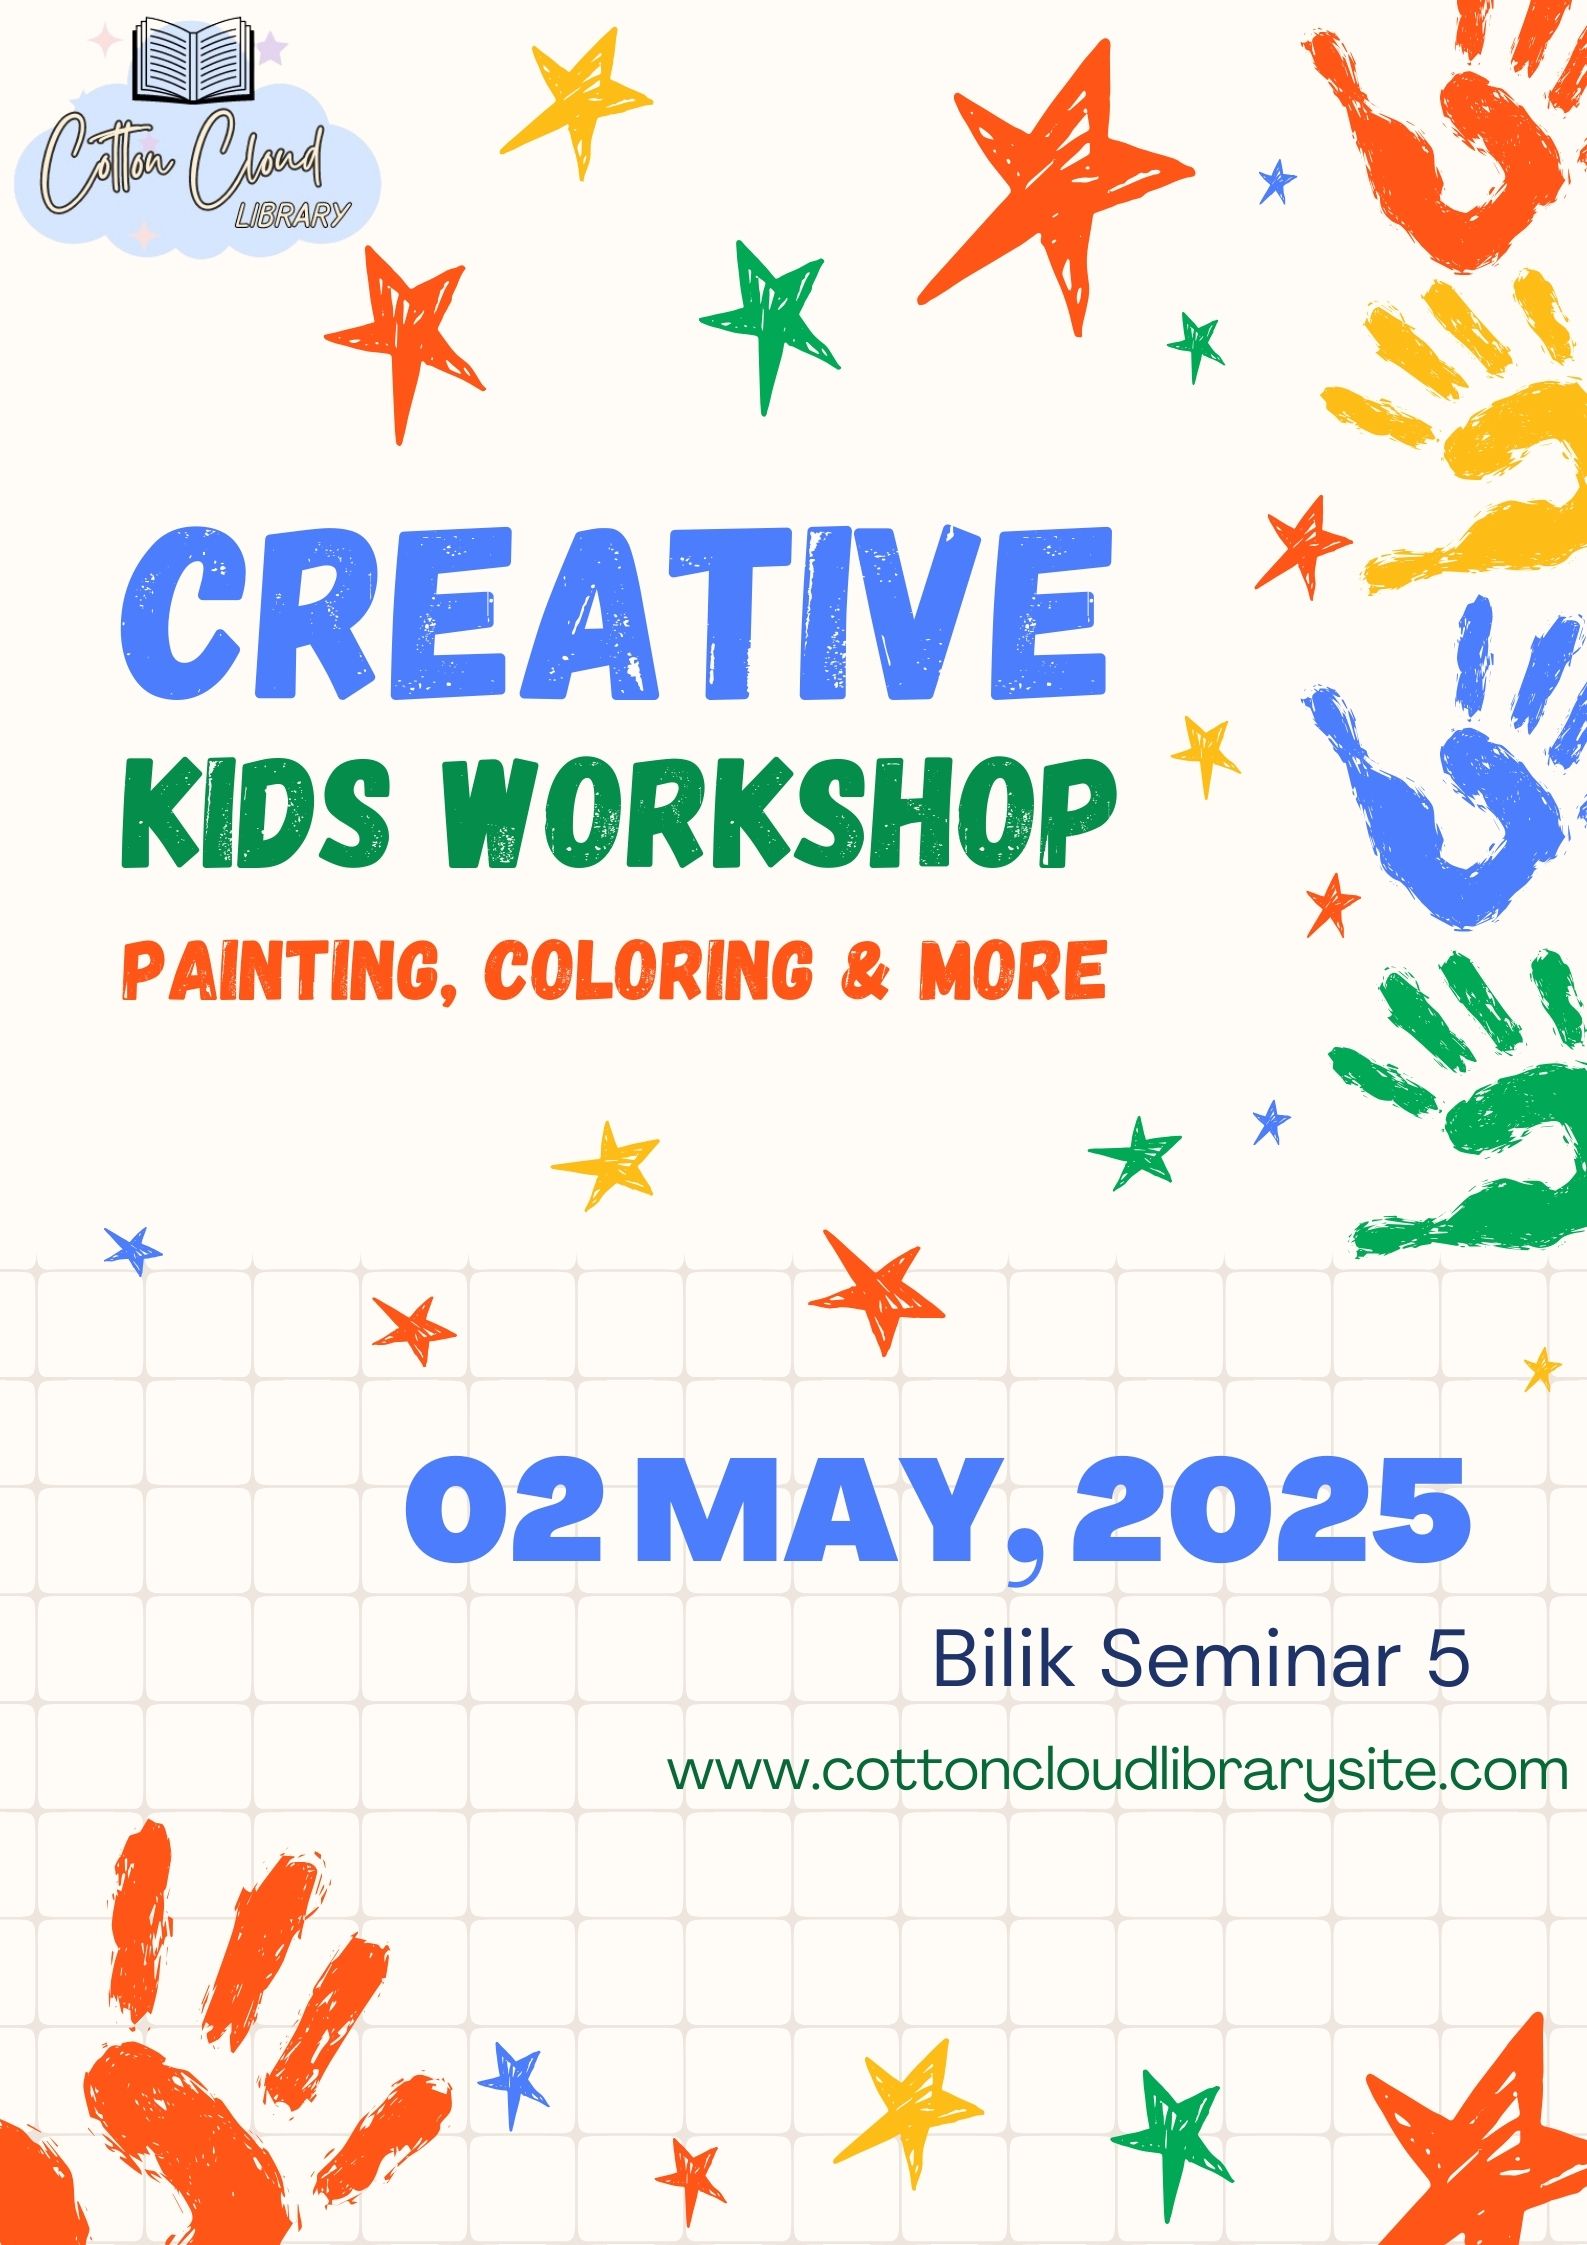 Cotton Cloud
LIBRARY
CREATIVE
KIDS WORKSHOP
PAINTING, COLORING & MORE
02 MAY, 2025
Bilik Seminar 5
www.cottoncloudlibrarysite.com